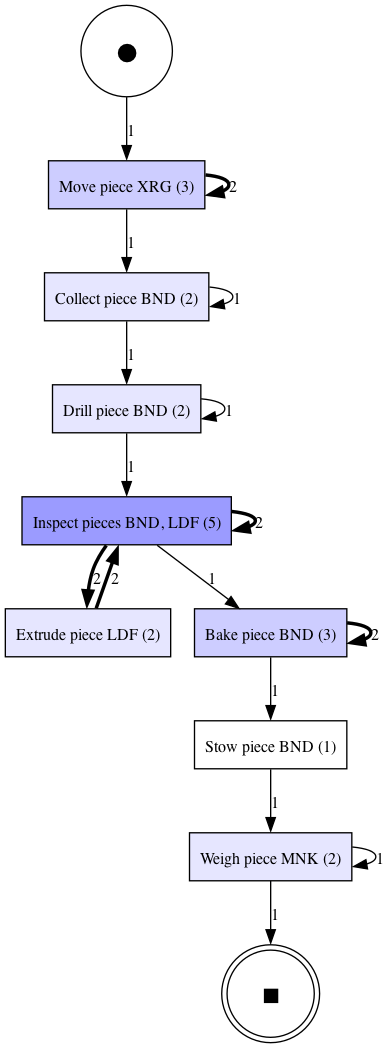 1
Move piece XRG (3)
2
1
Collect piece BND (2)
1
1
Drill piece BND (2)
1
1
Inspect pieces BND, LDF (5)
2
2
2
1
Extrude piece LDF (2)
Bake piece BND (3)
2
1
Stow piece BND (1)
1
Weigh piece MNK (2)
1
1